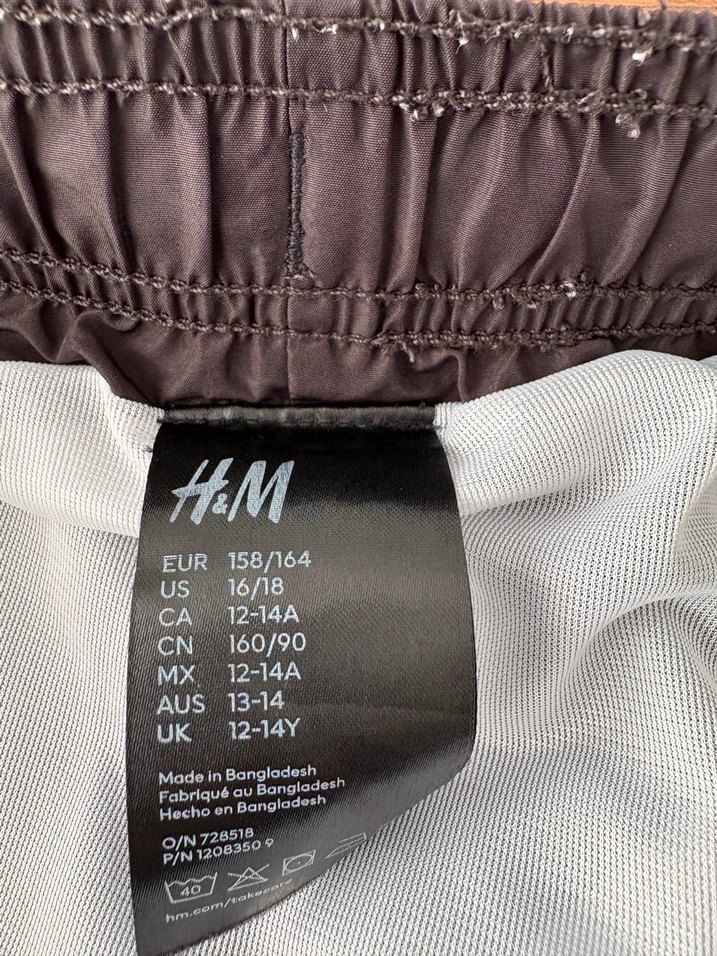 H&M
EUR 158/164
US 16/18
CA 12-14A
CN 160/90
MX 12-14A
AUS 13-14
UK 12-14Y
Made in Bangladesh
Fabriqué au Bangladesh
Hecho en Bangladesh
O/N 728518
P/N 1208350 9
40
hm.com/takecare